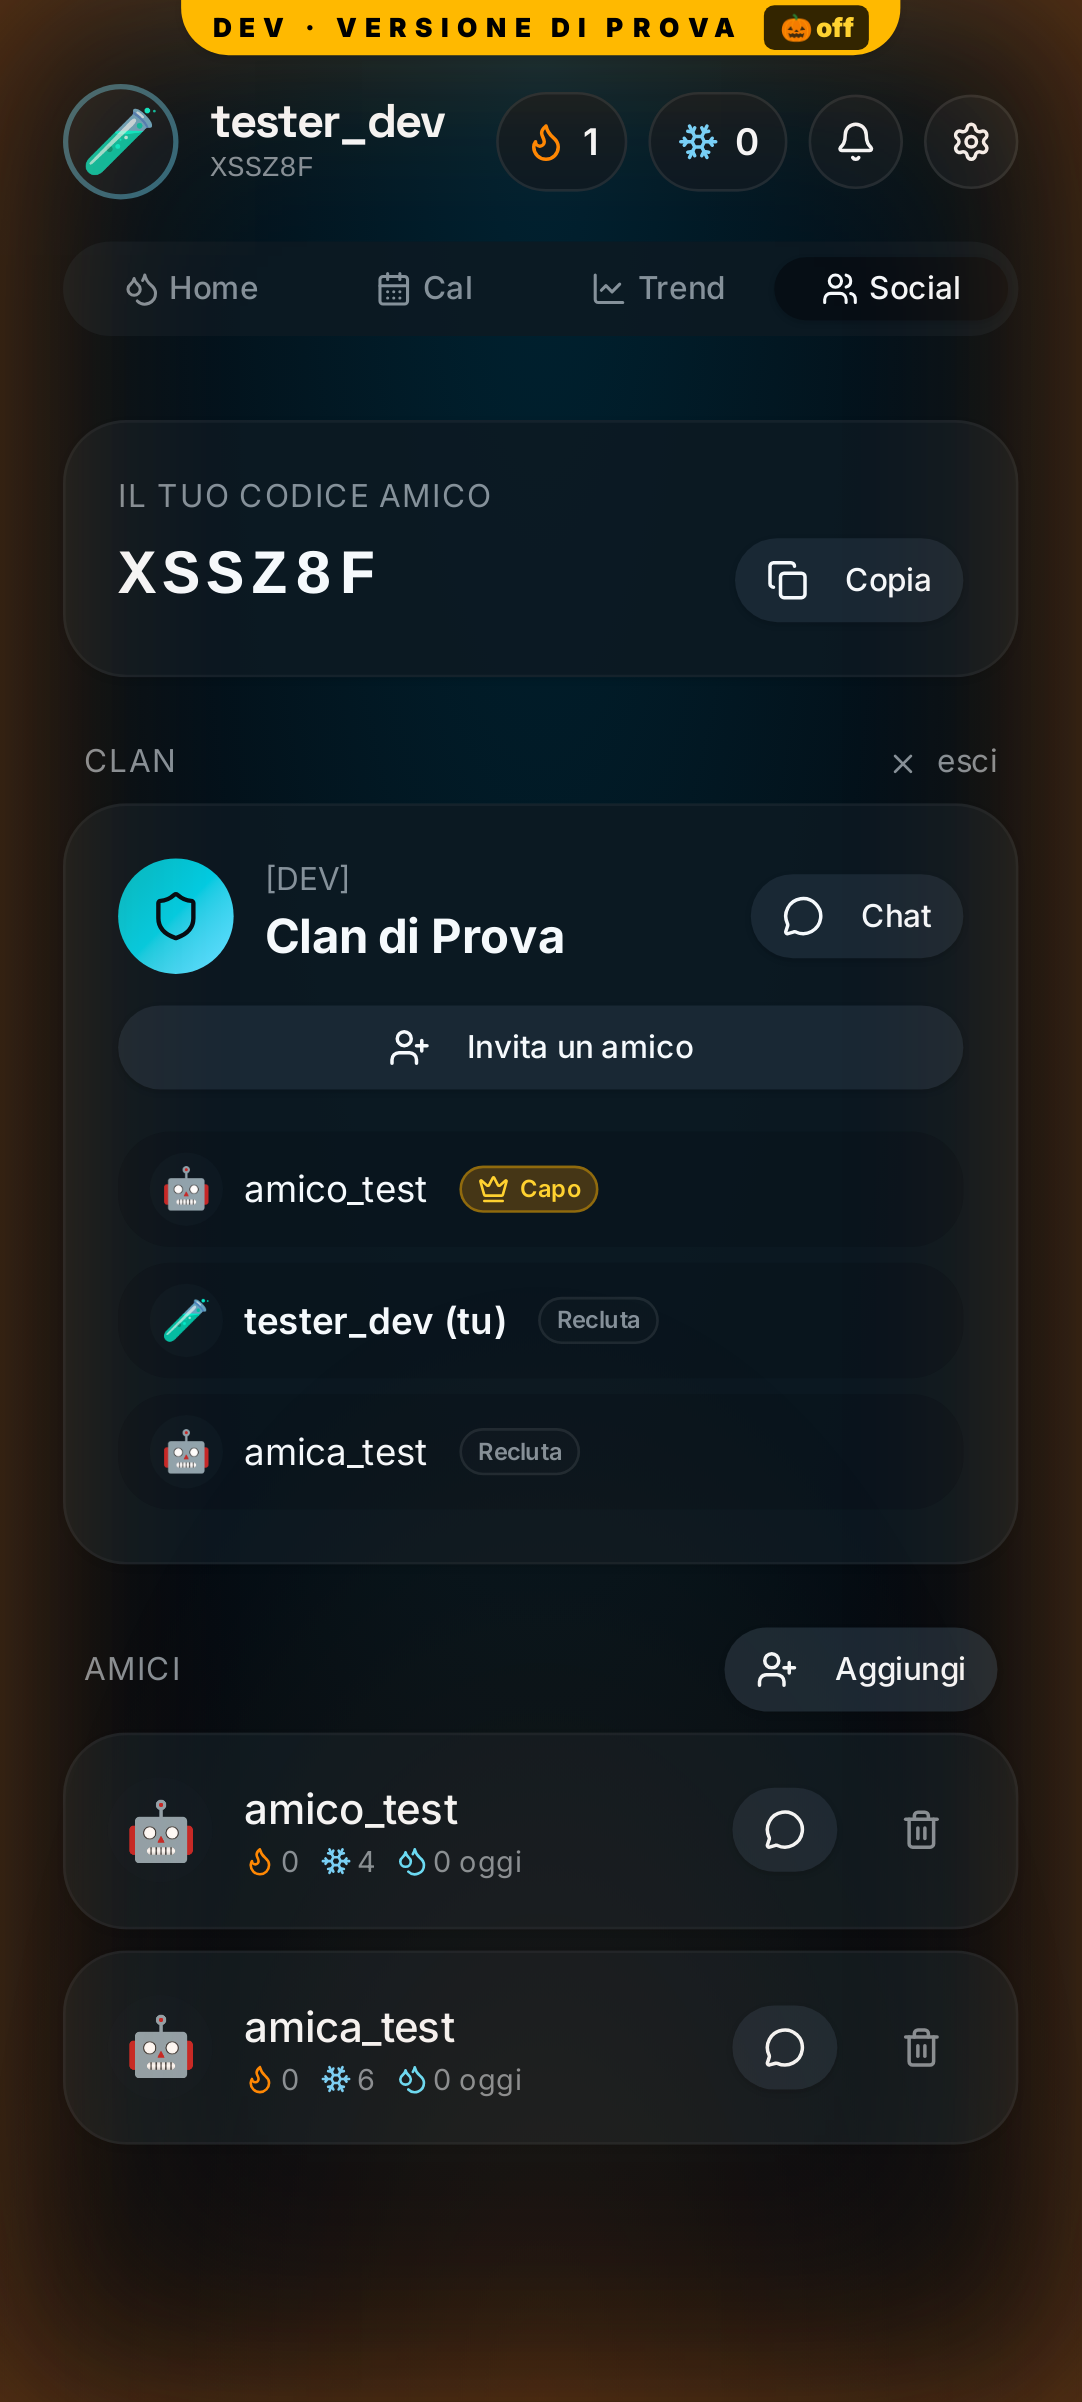 DEV · VERSIONE DI PROVA 🎃 off
tester_dev
XSSZ8F
1
0
Home Cal Trend Social
IL TUO CODICE AMICO
XSSZ8F
Copia
CLAN
esci
[DEV]
Clan di Prova
Chat
Invita un amico
amico_test Capo
tester_dev (tu) Recluta
amica_test Recluta
AMICI
Aggiungi
amico_test
0 4 0 oggi
amica_test
0 6 0 oggi